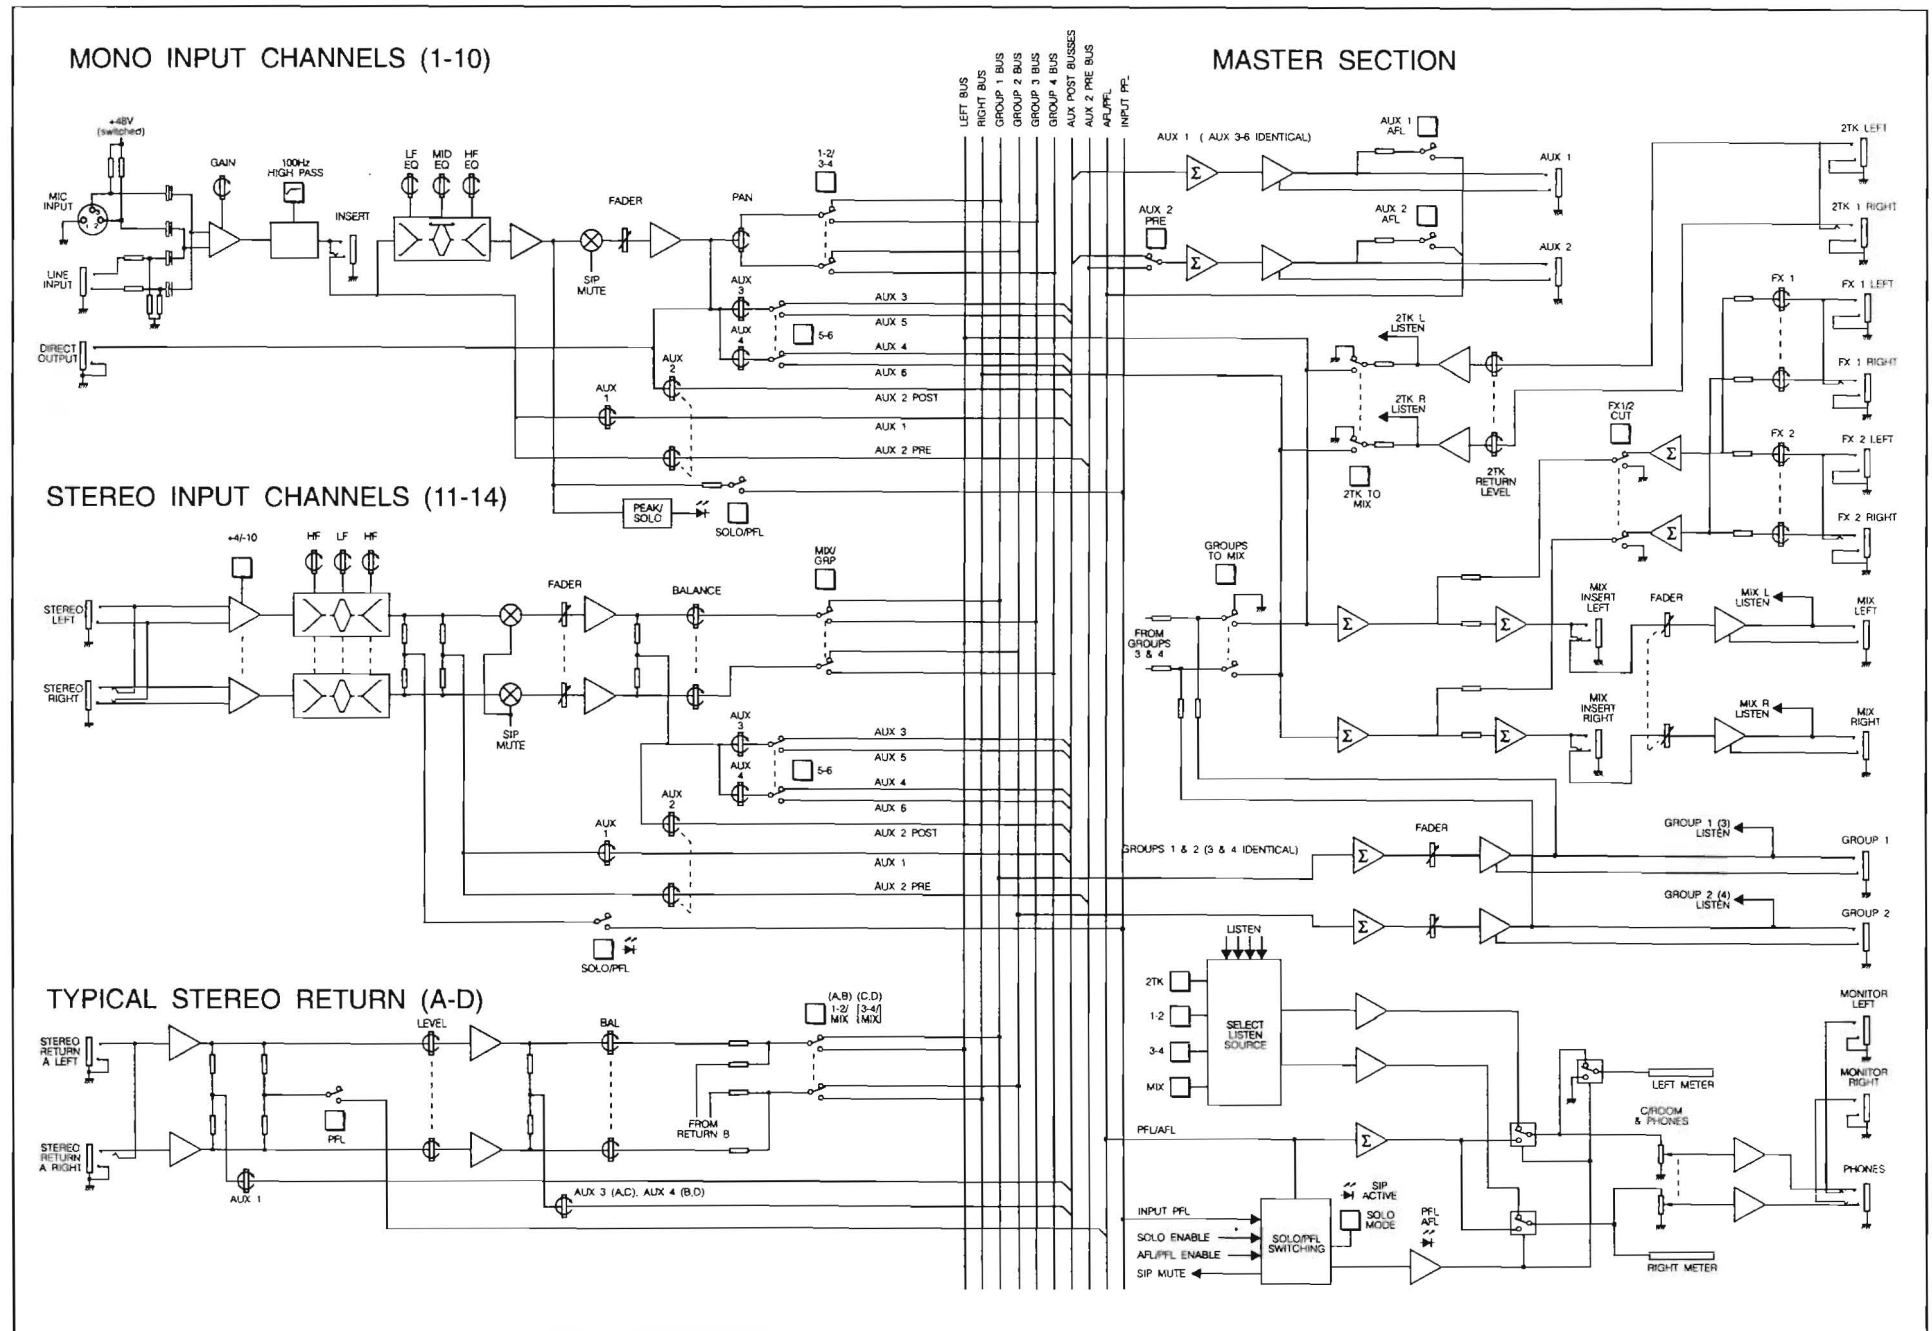 MONO INPUT CHANNELS (1-10)
+48V
(switched)
MIC
INPUT
3
1 2
GAIN
100Hz
HIGH PASS
INSERT
LF
EQ
MID
EQ
HF
EQ
FADER
SIP
MUTE
PAN
1-2/
3-4
LINE
INPUT
DIRECT
OUTPUT
AUX
3
AUX
4
5-6
AUX
2
AUX
1
AUX 3
AUX 5
AUX 4
AUX 6
AUX 2 POST
AUX 1
AUX 2 PRE
PEAK/
SOLO
SOLO/PFL
STEREO INPUT CHANNELS (11-14)
+4/-10
HF
LF
HF
STEREO
LEFT
STEREO
RIGHT
FADER
SIP
MUTE
BALANCE
MIX/
GRP
AUX
3
AUX
4
5-6
AUX
2
AUX
1
AUX 3
AUX 5
AUX 4
AUX 6
AUX 2 POST
AUX 1
AUX 2 PRE
SOLO/PFL
TYPICAL STEREO RETURN (A-D)
STEREO
RETURN
A LEFT
STEREO
RETURN
A RIGHT
PFL
AUX 1
LEVEL
BAL
FROM
RETURN B
(A,B) (C,D)
1-2/ [3-4/]
MIX [MIX]
AUX 3 (A,C), AUX 4 (B,D)
LEFT BUS
RIGHT BUS
GROUP 1 BUS
GROUP 2 BUS
GROUP 3 BUS
GROUP 4 BUS
AUX POST BUSSES
AUX 2 PRE BUS
AFL/PFL
INPUT PFL
MASTER SECTION
AUX 1 ( AUX 3-6 IDENTICAL)
AUX 1
AFL
Σ
AUX 1
AUX 2
PRE
AUX 2
AFL
Σ
AUX 2
2TK LEFT
2TK 1 RIGHT
FX 1
FX 1 LEFT
FX 1 RIGHT
2TK L
LISTEN
2TK R
LISTEN
2TK TO
MIX
2TK
RETURN
LEVEL
FX1/2
CUT
Σ
Σ
FX 2
FX 2 LEFT
FX 2 RIGHT
GROUPS
TO MIX
FROM
GROUPS
3 & 4
Σ
Σ
MIX
INSERT
LEFT
FADER
MIX L
LISTEN
MIX
LEFT
Σ
Σ
MIX
INSERT
RIGHT
MIX R
LISTEN
MIX
RIGHT
GROUPS 1 & 2 (3 & 4 IDENTICAL)
Σ
FADER
GROUP 1 (3)
LISTEN
GROUP 1
Σ
GROUP 2 (4)
LISTEN
GROUP 2
LISTEN
2TK
1-2
3-4
MIX
SELECT
LISTEN
SOURCE
PFL/AFL
Σ
LEFT METER
C/ROOM
& PHONES
MONITOR
LEFT
MONITOR
RIGHT
PHONES
INPUT PFL
SOLO ENABLE
AFL/PFL ENABLE
SIP MUTE
SOLO/PFL
SWITCHING
SIP
ACTIVE
SOLO
MODE
PFL
AFL
RIGHT METER